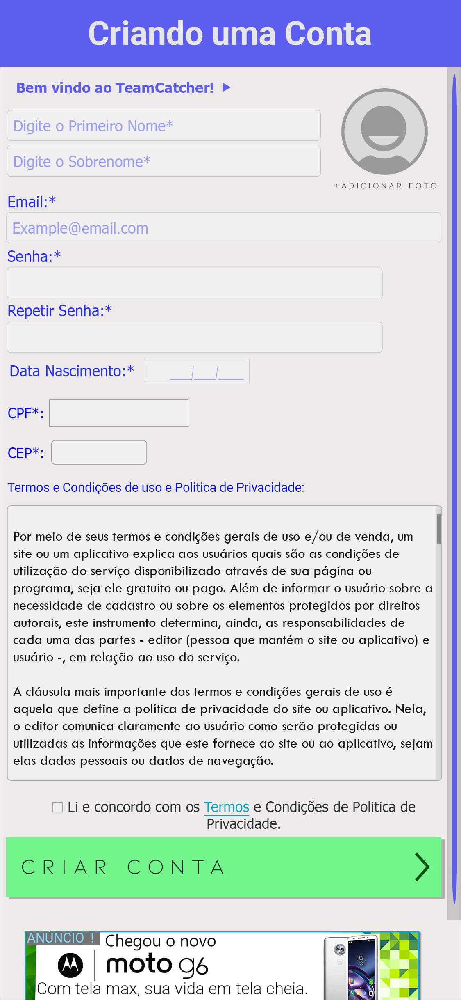 Criando uma Conta
Bem vindo ao TeamCatcher!
Digite o Primeiro Nome*
Digite o Sobrenome*
+ADICIONAR FOTO
Email:*
Example@email.com
Senha:*
Repetir Senha:*
Data Nascimento:* ___/___/___
CPF*:
CEP*:
Termos e Condições de uso e Politica de Privacidade:
Por meio de seus termos e condições gerais de uso e/ou de venda, um
site ou um aplicativo explica aos usuários quais são as condições de
utilização do serviço disponibilizado através de sua página ou
programa, seja ele gratuito ou pago. Além de informar o usuário sobre a
necessidade de cadastro ou sobre os elementos protegidos por direitos
autorais, este instrumento determina, ainda, as responsabilidades de
cada uma das partes - editor (pessoa que mantém o site ou aplicativo) e
usuário -, em relação ao uso do serviço.
A cláusula mais importante dos termos e condições gerais de uso é
aquela que define a política de privacidade do site ou aplicativo. Nela,
o editor comunica claramente ao usuário como serão protegidas ou
utilizadas as informações que este fornece ao site ou ao aplicativo, sejam
elas dados pessoais ou dados de navegação.
Li e concordo com os Termos e Condições de Politica de
Privacidade.
CRIAR CONTA
ANÚNCIO !
Chegou o novo
moto g6
Com tela max, sua vida em tela cheia.
02
53